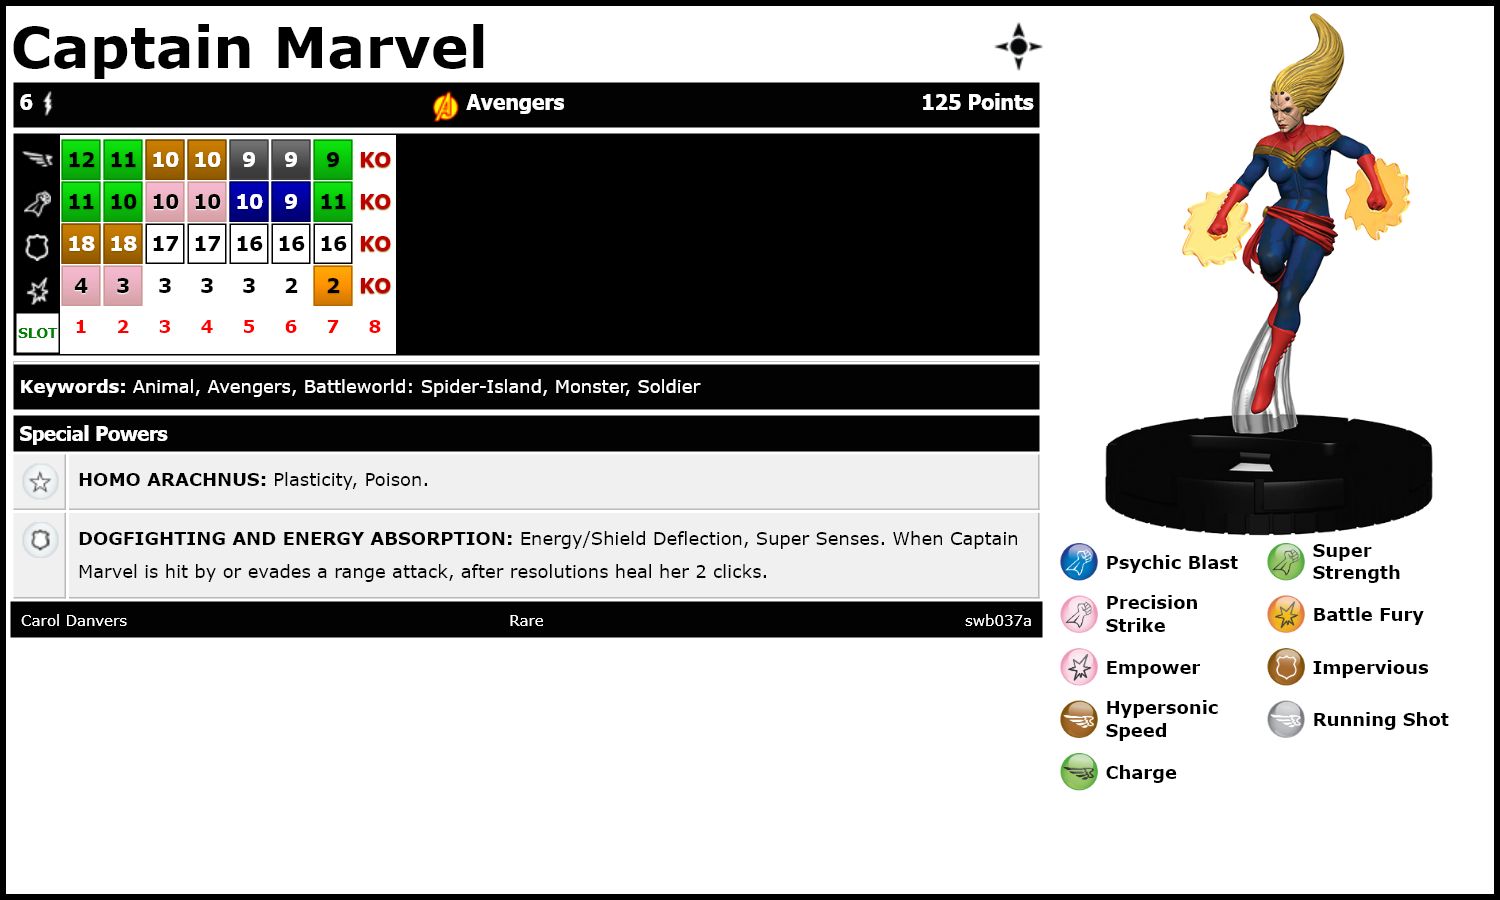 Captain Marvel
6 Avengers 125 Points
12 11 10 10 9 9 9 KO
11 10 10 10 10 9 11 KO
18 18 17 17 16 16 16 KO
4 3 3 3 3 2 2 KO
SLOT 1 2 3 4 5 6 7 8
Keywords: Animal, Avengers, Battleworld: Spider-Island, Monster, Soldier
Special Powers
HOMO ARACHNUS: Plasticity, Poison.
DOGFIGHTING AND ENERGY ABSORPTION: Energy/Shield Deflection, Super Senses. When Captain
Marvel is hit by or evades a range attack, after resolutions heal her 2 clicks.
Carol Danvers Rare swb037a
Psychic Blast
Super
Strength
Precision
Strike
Battle Fury
Empower
Impervious
Hypersonic
Speed
Running Shot
Charge